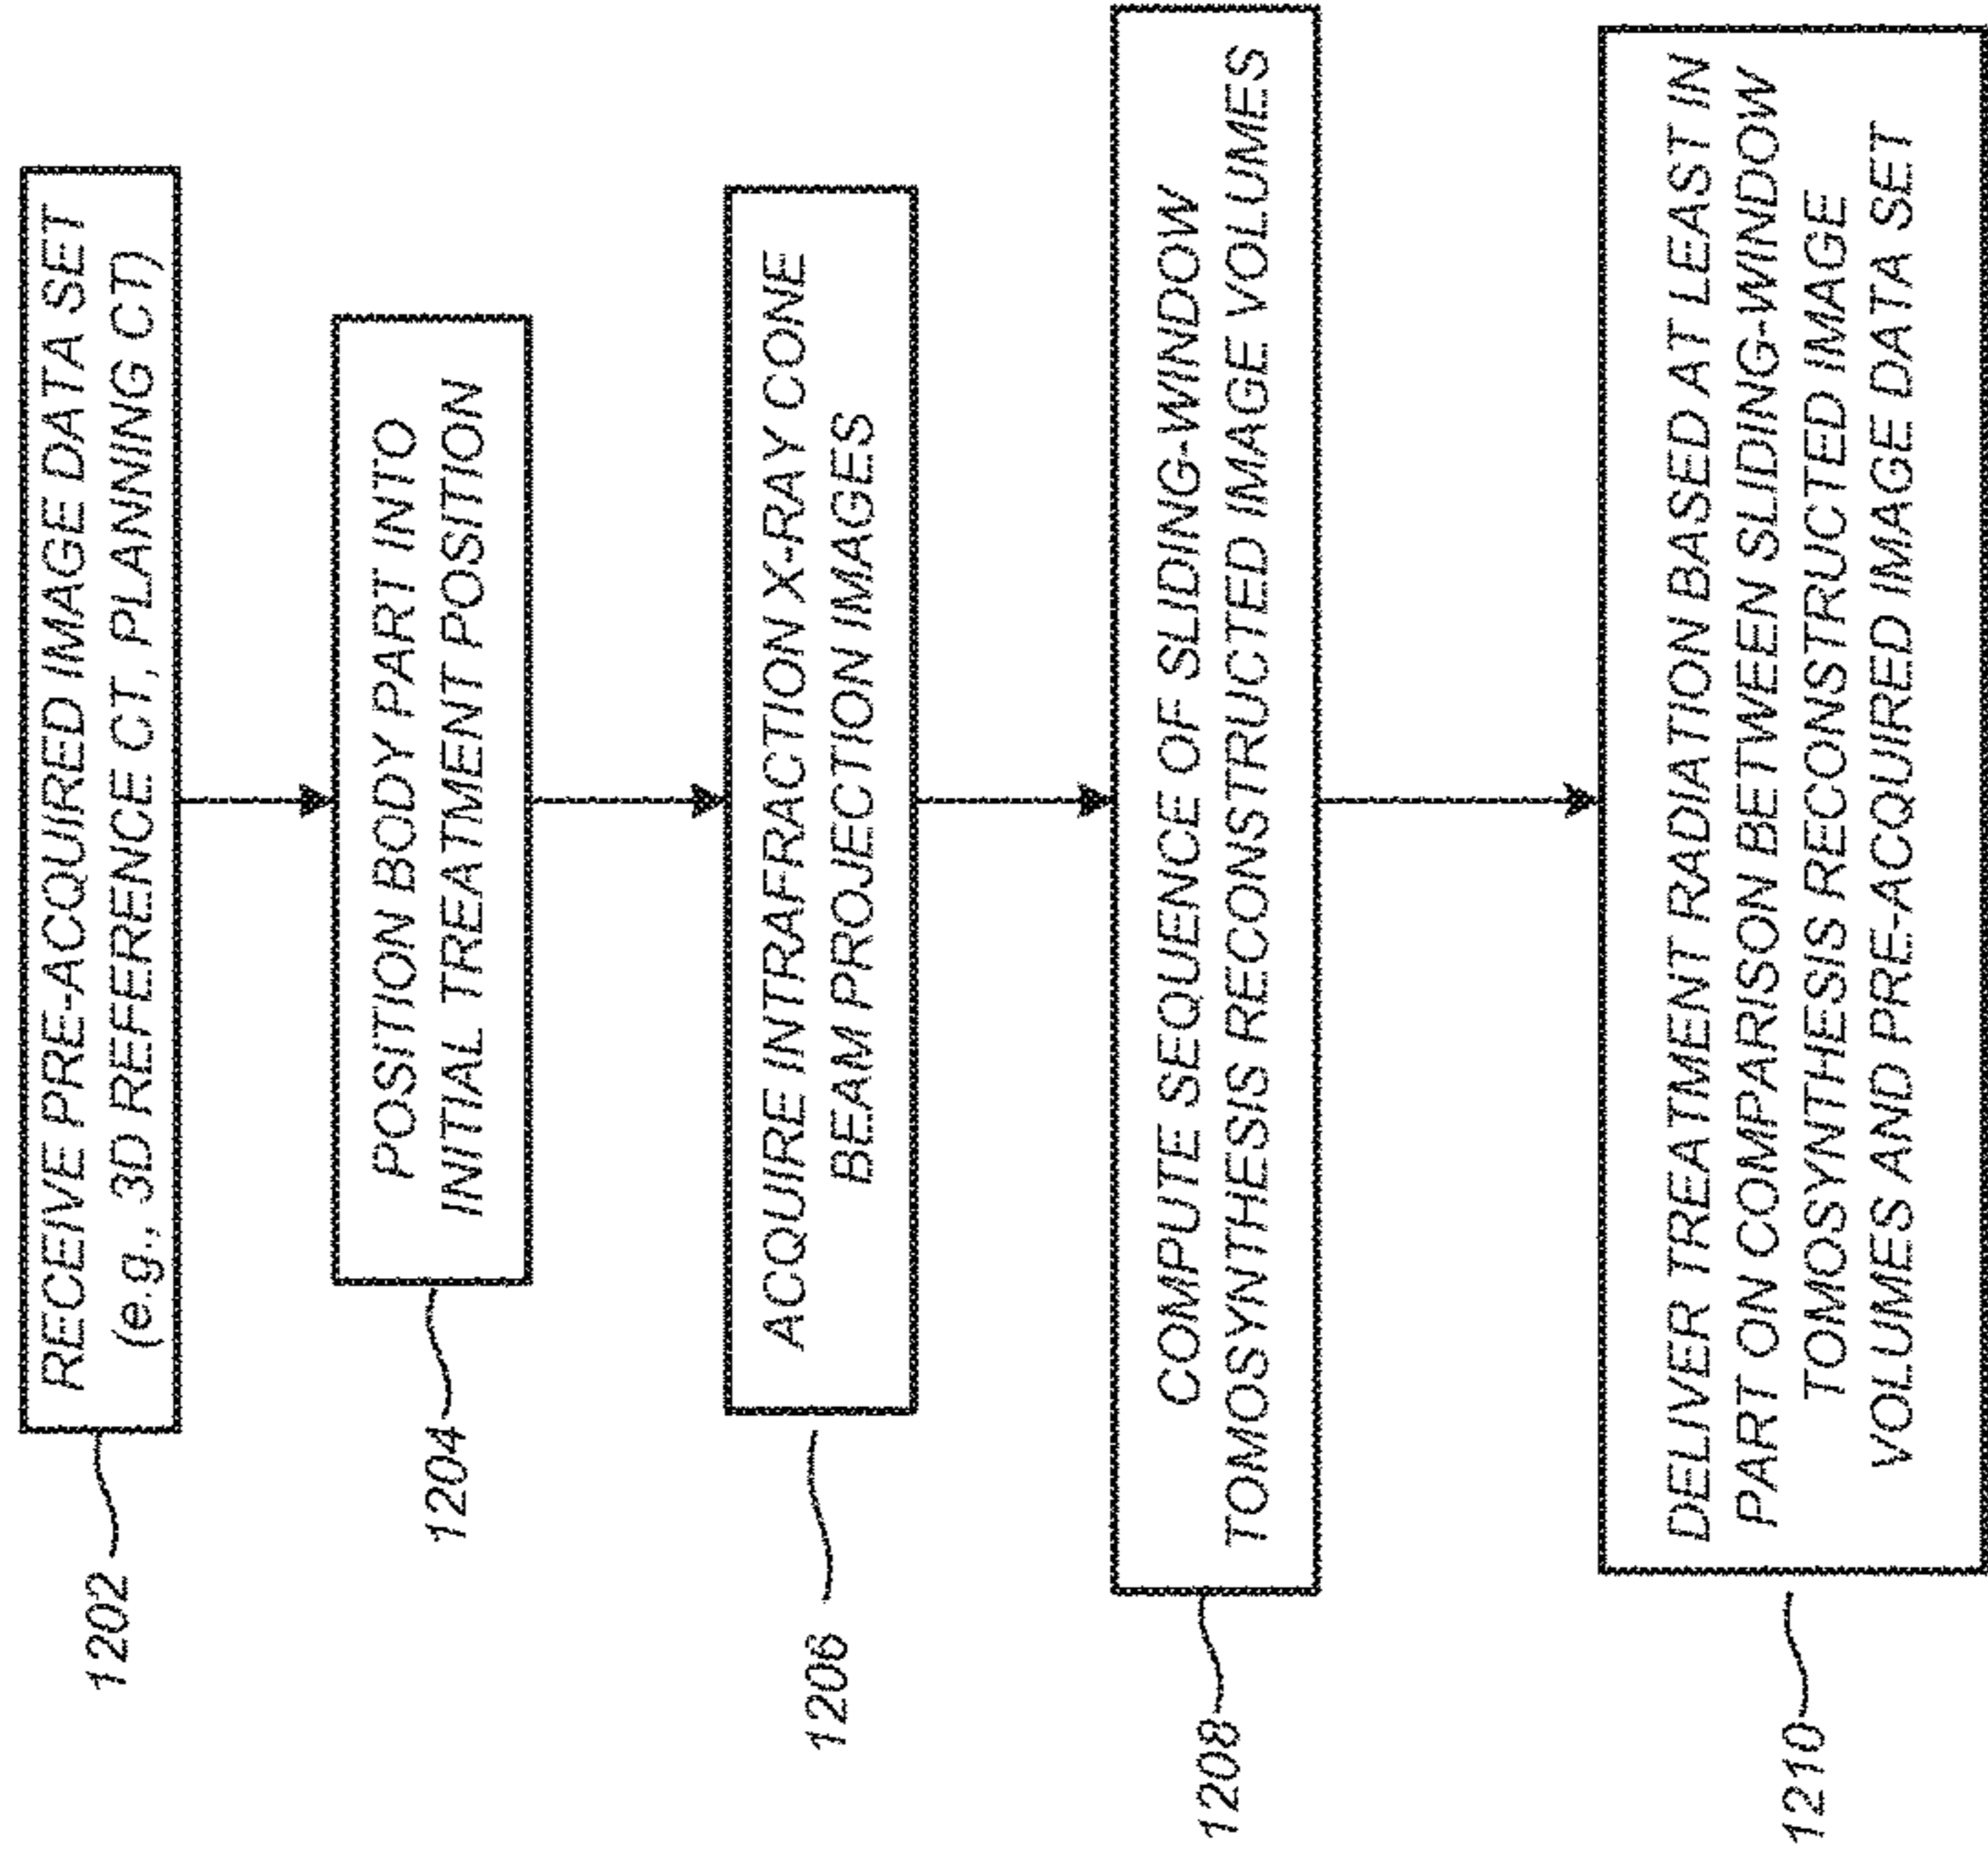 1202
RECEIVE PRE-ACQUIRED IMAGE DATA SET
(e.g., 3D REFERENCE CT, PLANNING CT)
1204
POSITION BODY PART INTO
INITIAL TREATMENT POSITION
1206
ACQUIRE INTRAFRACTION X-RAY CONE
BEAM PROJECTION IMAGES
1208
COMPUTE SEQUENCE OF SLIDING-WINDOW
TOMOSYNTHESIS RECONSTRUCTED IMAGE VOLUMES
1210
DELIVER TREATMENT RADIATION BASED AT LEAST IN
PART ON COMPARISON BETWEEN SLIDING-WINDOW
TOMOSYNTHESIS RECONSTRUCTED IMAGE
VOLUMES AND PRE-ACQUIRED IMAGE DATA SET